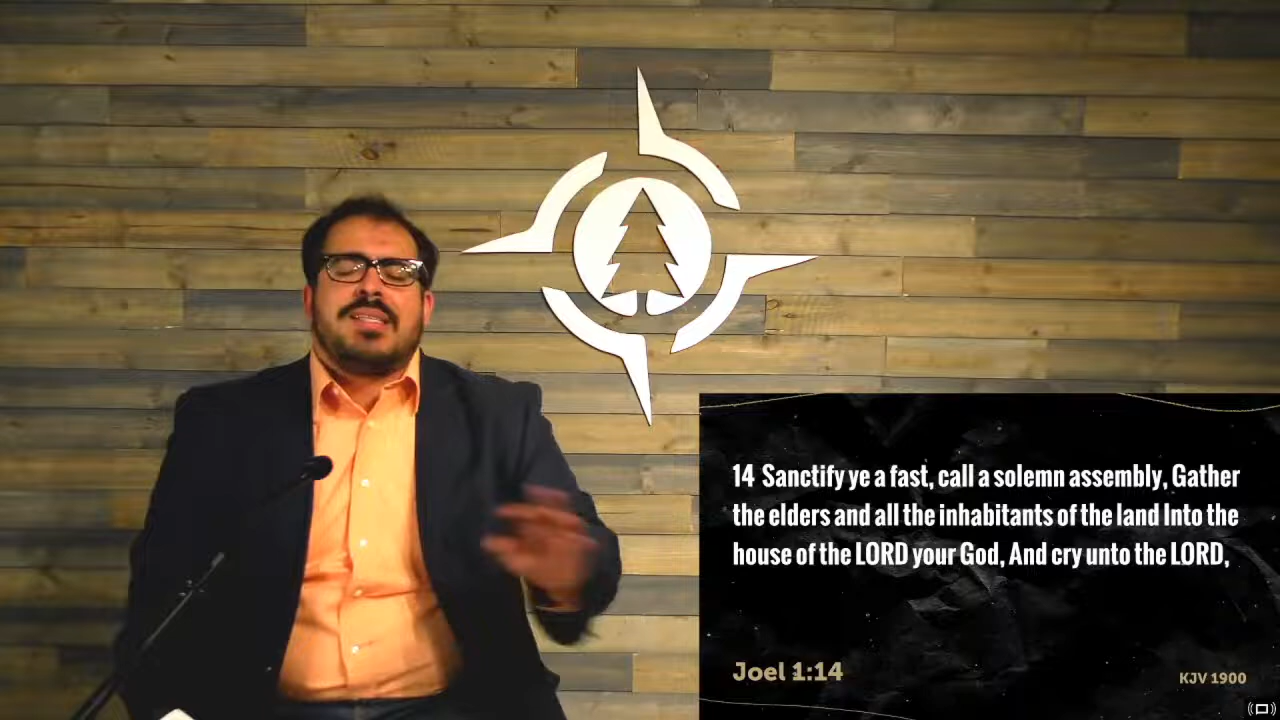 14 Sanctify ye a fast, call a solemn assembly, Gather
the elders and all the inhabitants of the land Into the
house of the LORD your God, And cry unto the LORD,
Joel 1:14
KJV 1900